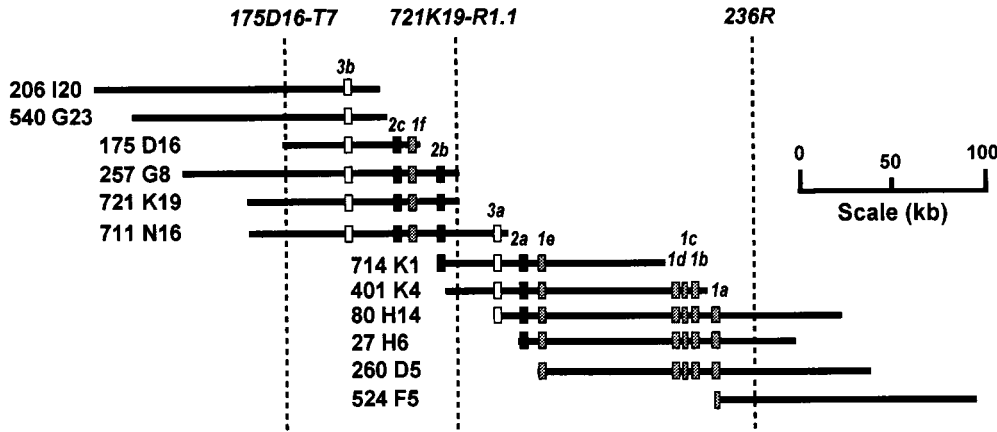 175D16-T7 721K19-R1.1 236R
3b
206 I20
540 G23
2c 1f
175 D16
2b
257 G8
721 K19
3a
711 N16
2a 1e 1c
714 K1 1d 1b
401 K4 1a
80 H14
27 H6
260 D5
524 F5
0 50 100
Scale (kb)